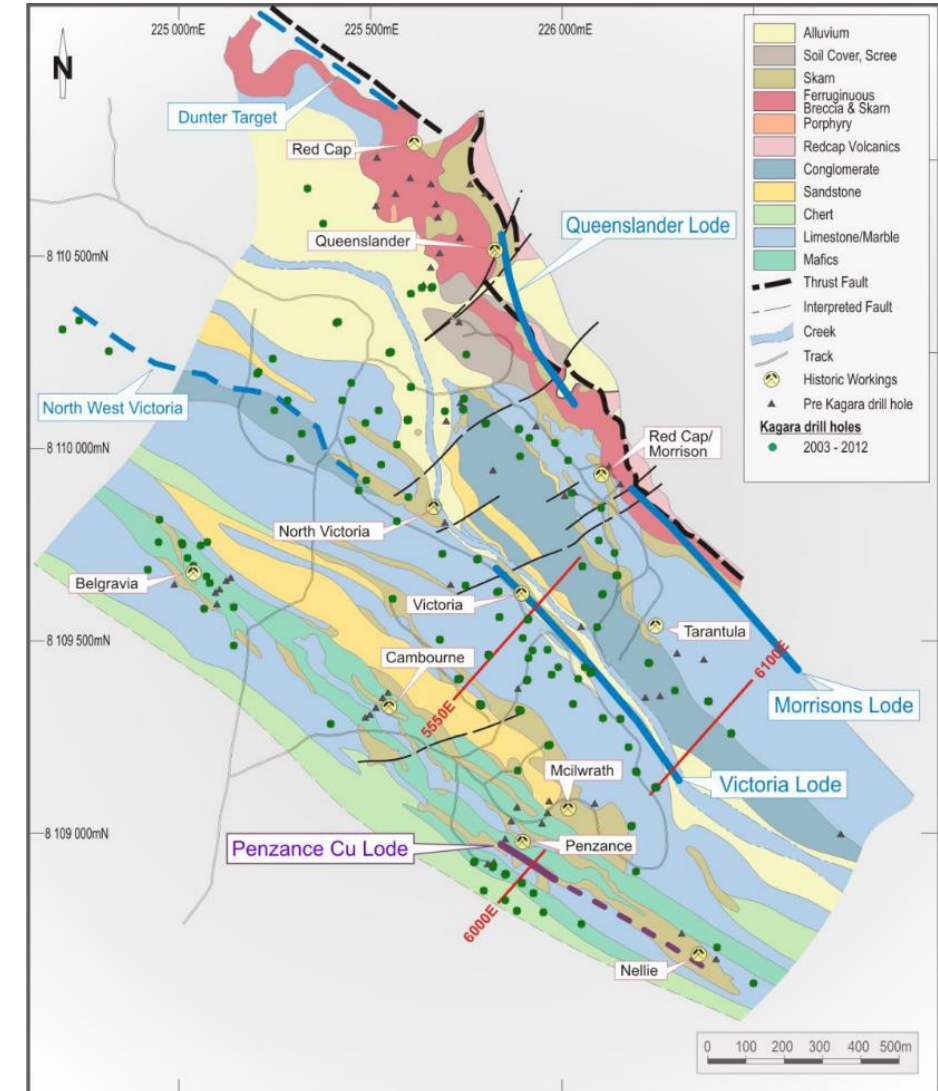 225 000mE
225 500mE
226 000mE
N
Dunter Target
Red Cap
Queenslander
Queenslander Lode
8 110 500mN
North West Victoria
8 110 000mN
Red Cap/
Morrison
North Victoria
Belgravia
Victoria
8 109 500mN
Cambourne
Tarantula
6100E
5550E
Morrisons Lode
Mcilwrath
Victoria Lode
8 109 000mN
Penzance Cu Lode
Penzance
6000E
Nellie
Alluvium
Soil Cover, Scree
Skarn
Ferruginuous
Breccia & Skarn
Porphyry
Redcap Volcanics
Conglomerate
Sandstone
Chert
Limestone/Marble
Mafics
Thrust Fault
Interpreted Fault
Creek
Track
Historic Workings
Pre Kagara drill hole
Kagara drill holes
2003 - 2012
0 100 200 300 400 500m